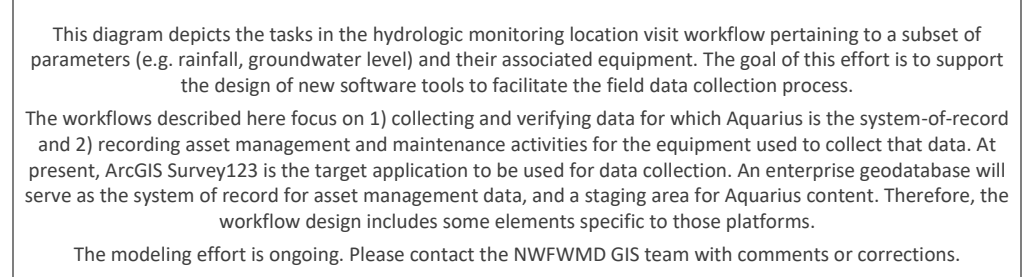 This diagram depicts the tasks in the hydrologic monitoring location visit workflow pertaining to a subset of
parameters (e.g. rainfall, groundwater level) and their associated equipment. The goal of this effort is to support
the design of new software tools to facilitate the field data collection process.
The workflows described here focus on 1) collecting and verifying data for which Aquarius is the system-of-record
and 2) recording asset management and maintenance activities for the equipment used to collect that data. At
present, ArcGIS Survey123 is the target application to be used for data collection. An enterprise geodatabase will
serve as the system of record for asset management data, and a staging area for Aquarius content. Therefore, the
workflow design includes some elements specific to those platforms.
The modeling effort is ongoing. Please contact the NWFWMD GIS team with comments or corrections.